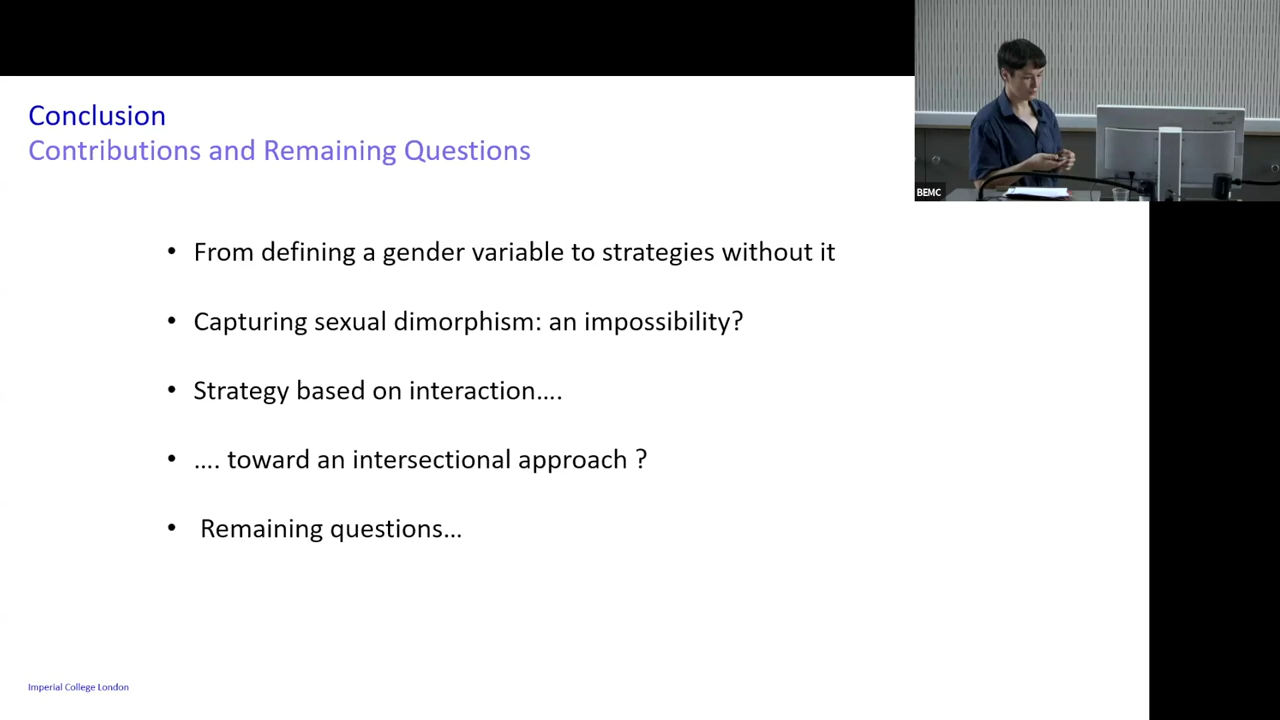 Conclusion
Contributions and Remaining Questions
BEMC
• From defining a gender variable to strategies without it
• Capturing sexual dimorphism: an impossibility?
• Strategy based on interaction....
• .... toward an intersectional approach ?
• Remaining questions...
Imperial College London